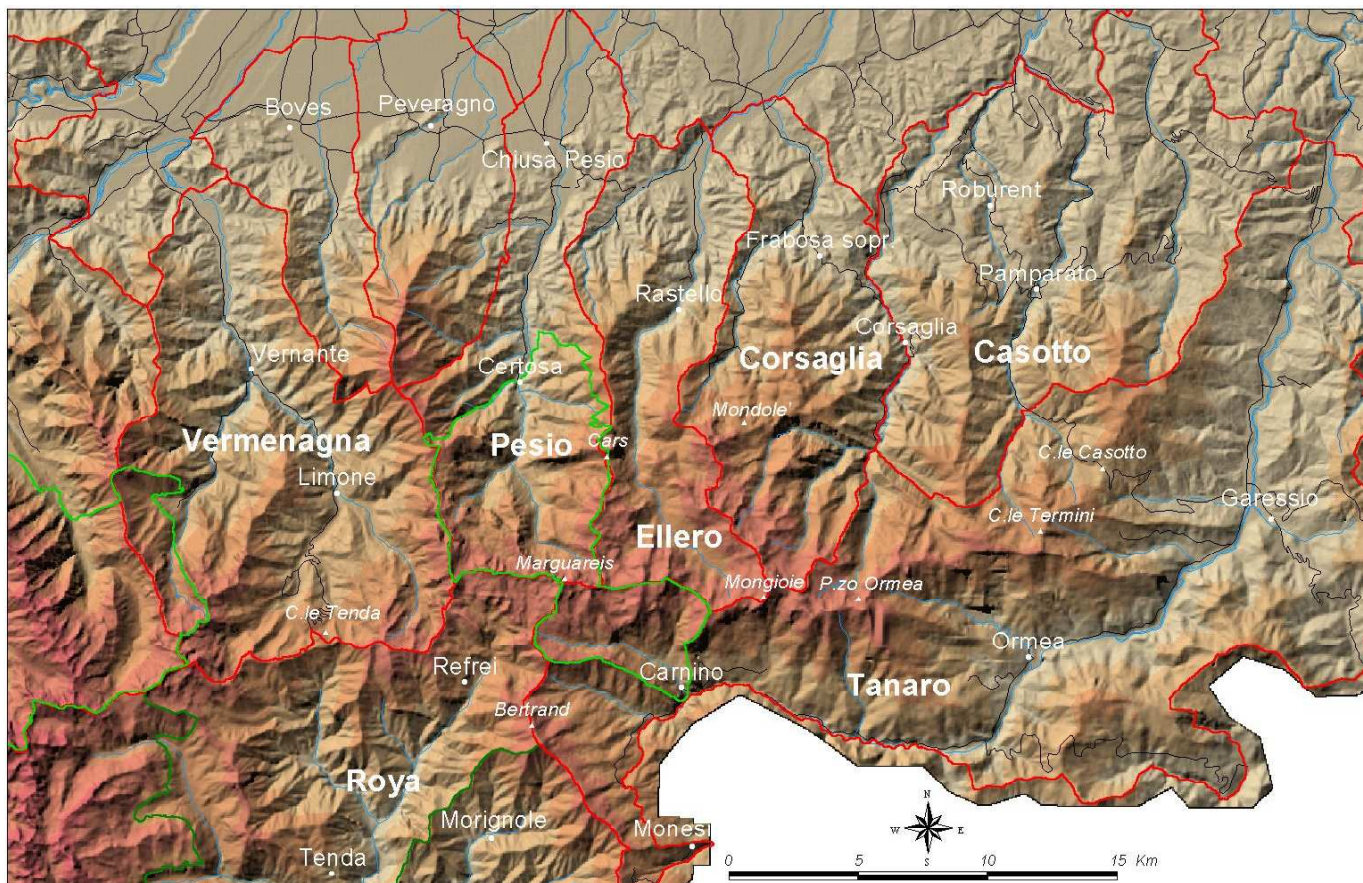 Boves
Peveragno
Chiusa Pesio
Roburent
Frabosa sopr.
Pamparato
Rastello
Corsaglia
Vernante
Corsaglia
Casotto
Certosa
Mondole'
Vermenagna
Pesio
Cars
C.le Casotto
Limone
Garessio
C.le Termini
Ellero
Marguareis
Mongioie
P.zo Ormea
C.le Tenda
Ormea
Refrei
Carnino
Tanaro
Bertrand
Roya
Morignole
Monesi
Tenda
N
W
E
S
0 5 10 15 Km